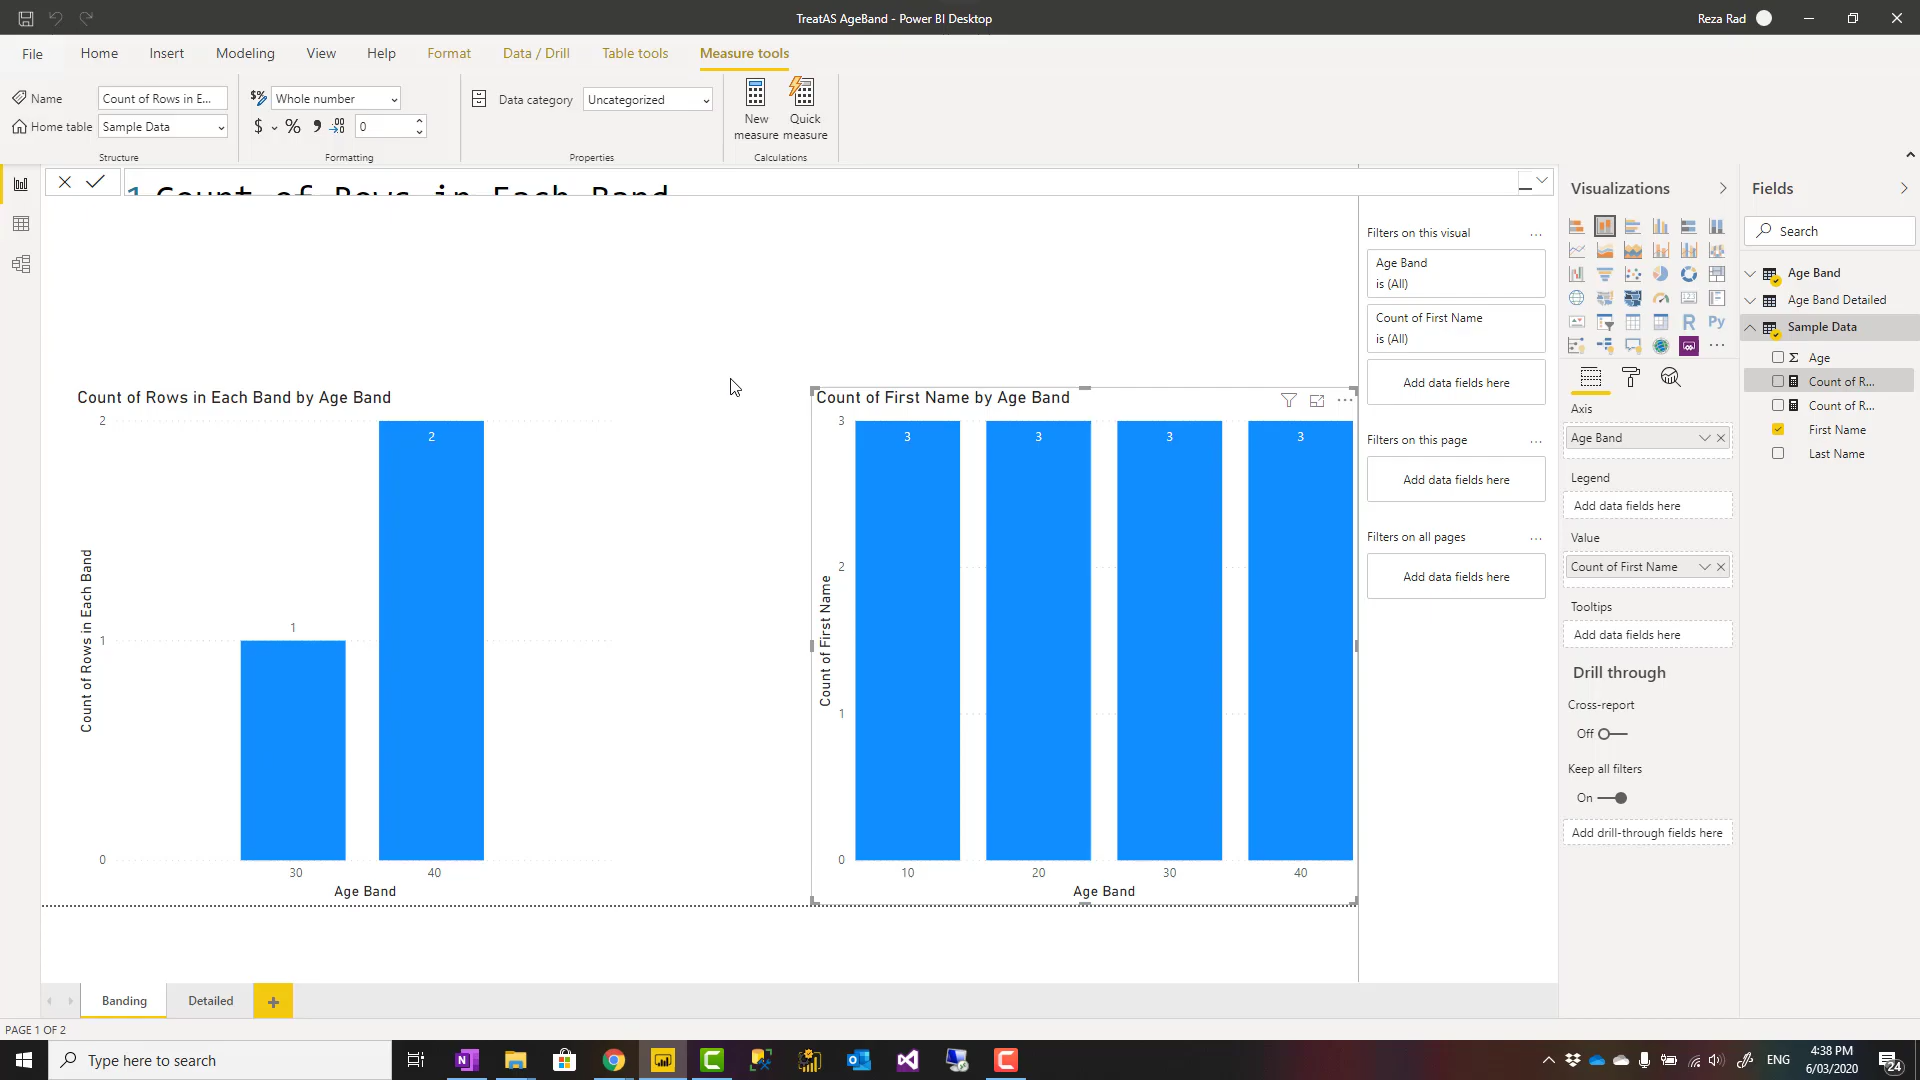 TreatAS AgeBand - Power BI Desktop
Reza Rad
File Home Insert Modeling View Help Format Data / Drill Table tools Measure tools
Name Count of Rows in E...
Home table Sample Data
Structure
$% Whole number
$ % 0
Formatting
Data category Uncategorized
Properties
New measure
Quick measure
Calculations
1 Count of Rows in Each Band
Count of Rows in Each Band by Age Band
2
1
0
2
1
Count of Rows in Each Band
30 40
Age Band
Count of First Name by Age Band
3
2
1
0
3 3 3 3
Count of First Name
10 20 30 40
Age Band
Filters on this visual ...
Age Band
is (All)
Count of First Name
is (All)
Add data fields here
Filters on this page ...
Add data fields here
Filters on all pages ...
Add data fields here
Visualizations
R Py
...
Axis
Age Band
Legend
Add data fields here
Value
Count of First Name
Tooltips
Add data fields here
Drill through
Cross-report
Off
Keep all filters
On
Add drill-through fields here
Fields
Search
Age Band
Age Band Detailed
Sample Data
Σ Age
Count of R...
Count of R...
First Name
Last Name
Banding Detailed +
PAGE 1 OF 2
Type here to search
ENG
4:38 PM
6/03/2020
24